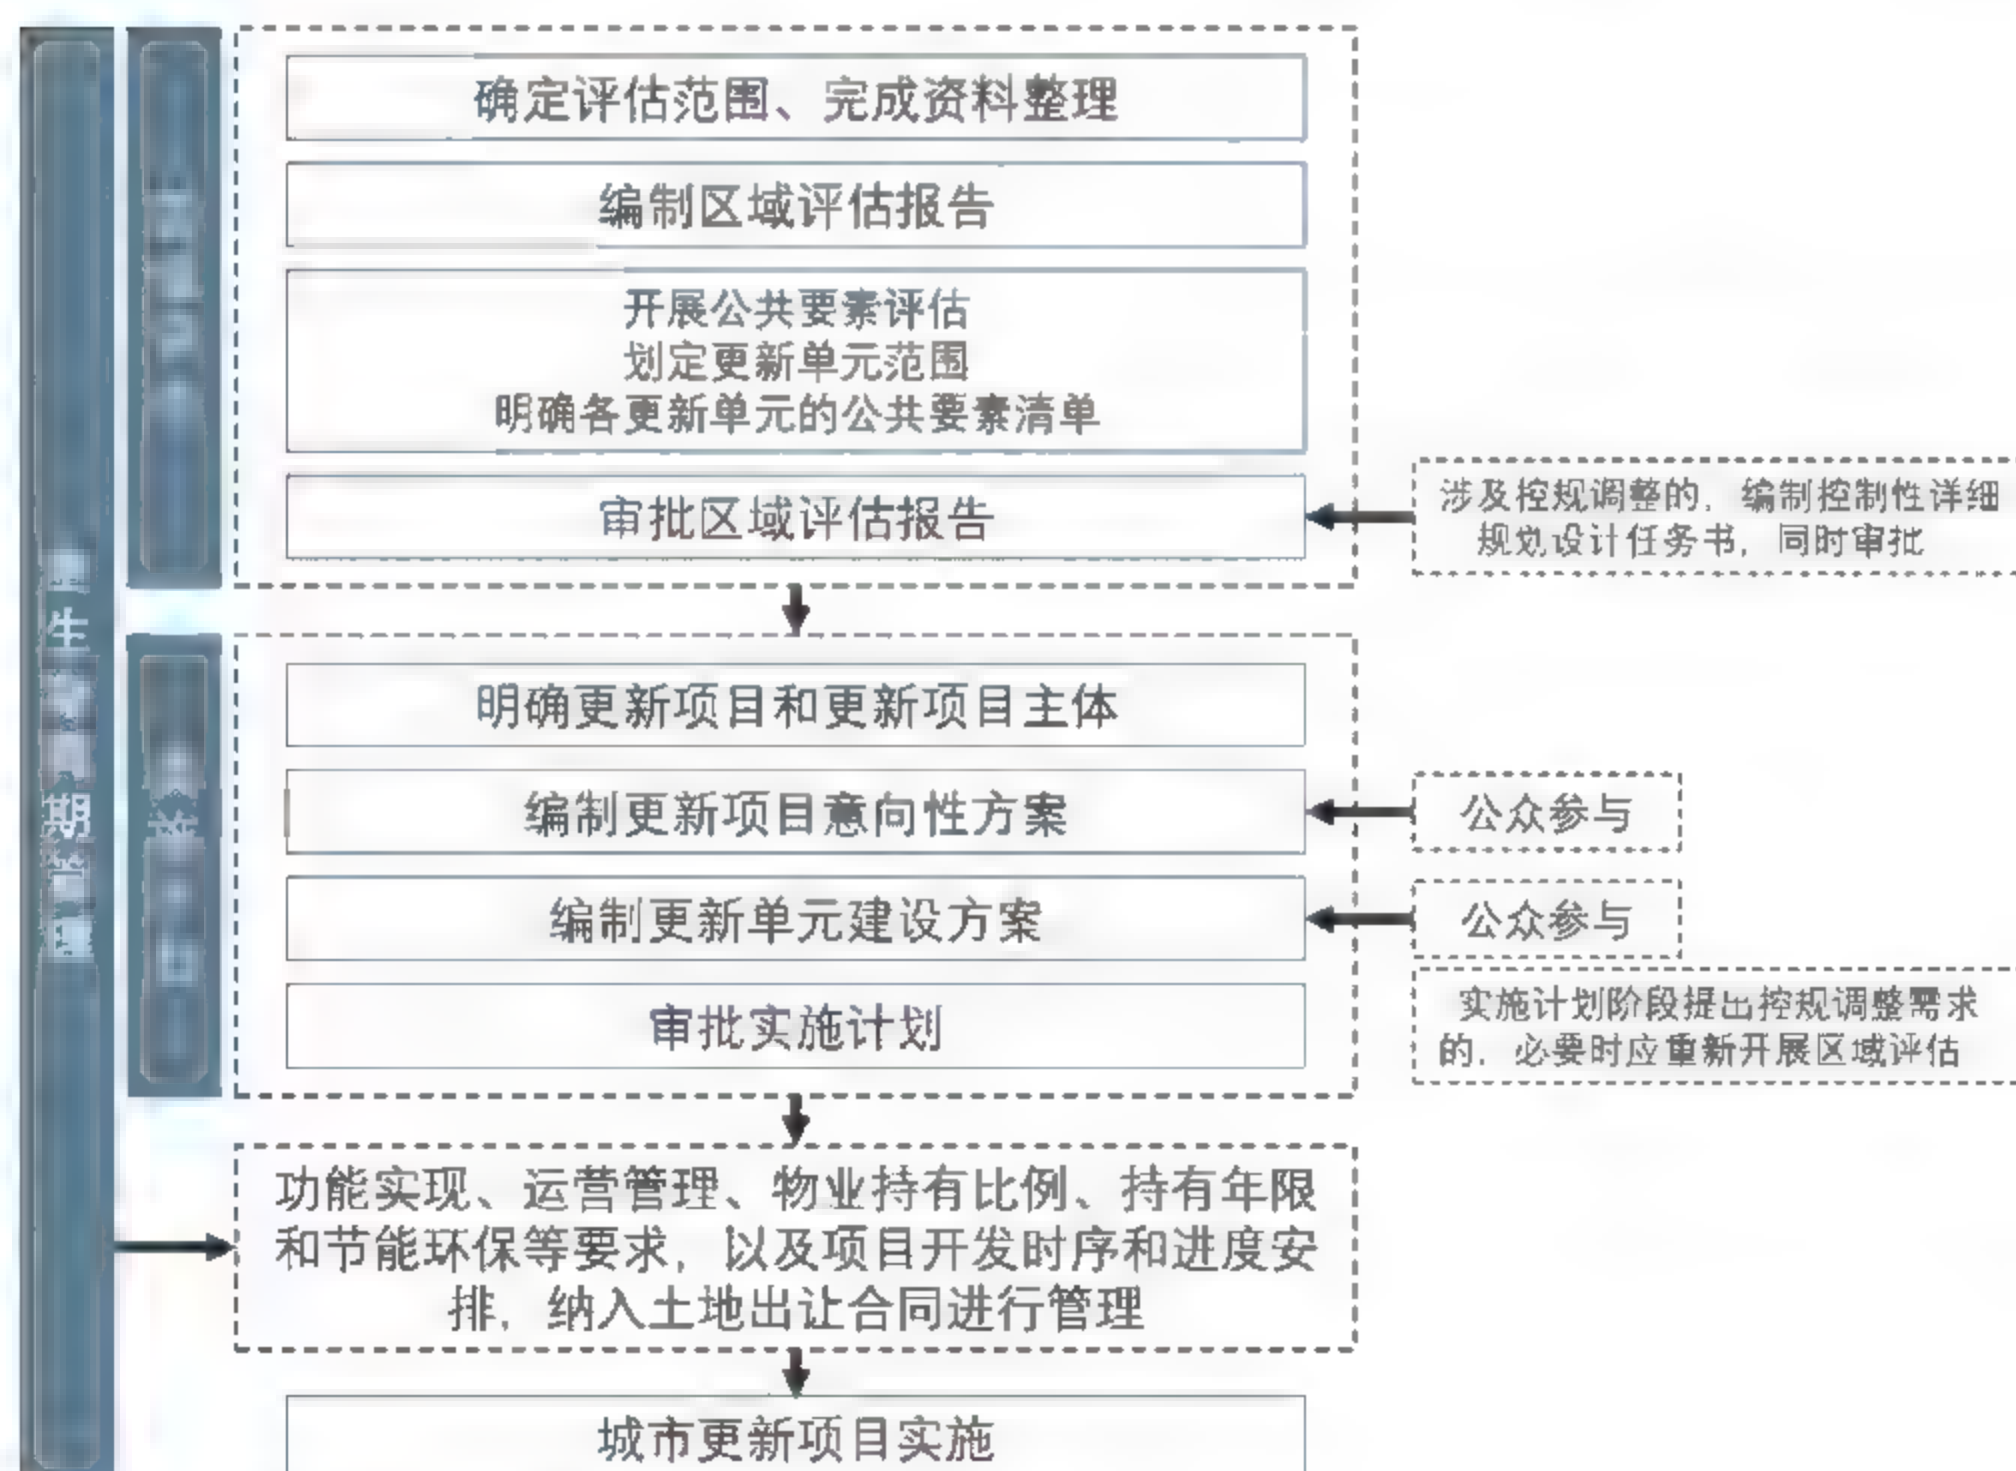 确定评估范围、完成资料整理
编制区域评估报告
开展公共要素评估
划定更新单元范围
明确各更新单元的公共要素清单
审批区域评估报告
涉及控规调整的，编制控制性详细
规划设计任务书，同时审批
明确更新项目和更新项目主体
编制更新项目意向性方案
公众参与
编制更新单元建设方案
公众参与
审批实施计划
实施计划阶段提出控规调整需求
的，必要时应重新开展区域评估
功能实现、运营管理、物业持有比例、持有年限
和节能环保等要求，以及项目开发时序和进度安
排，纳入土地出让合同进行管理
城市更新项目实施